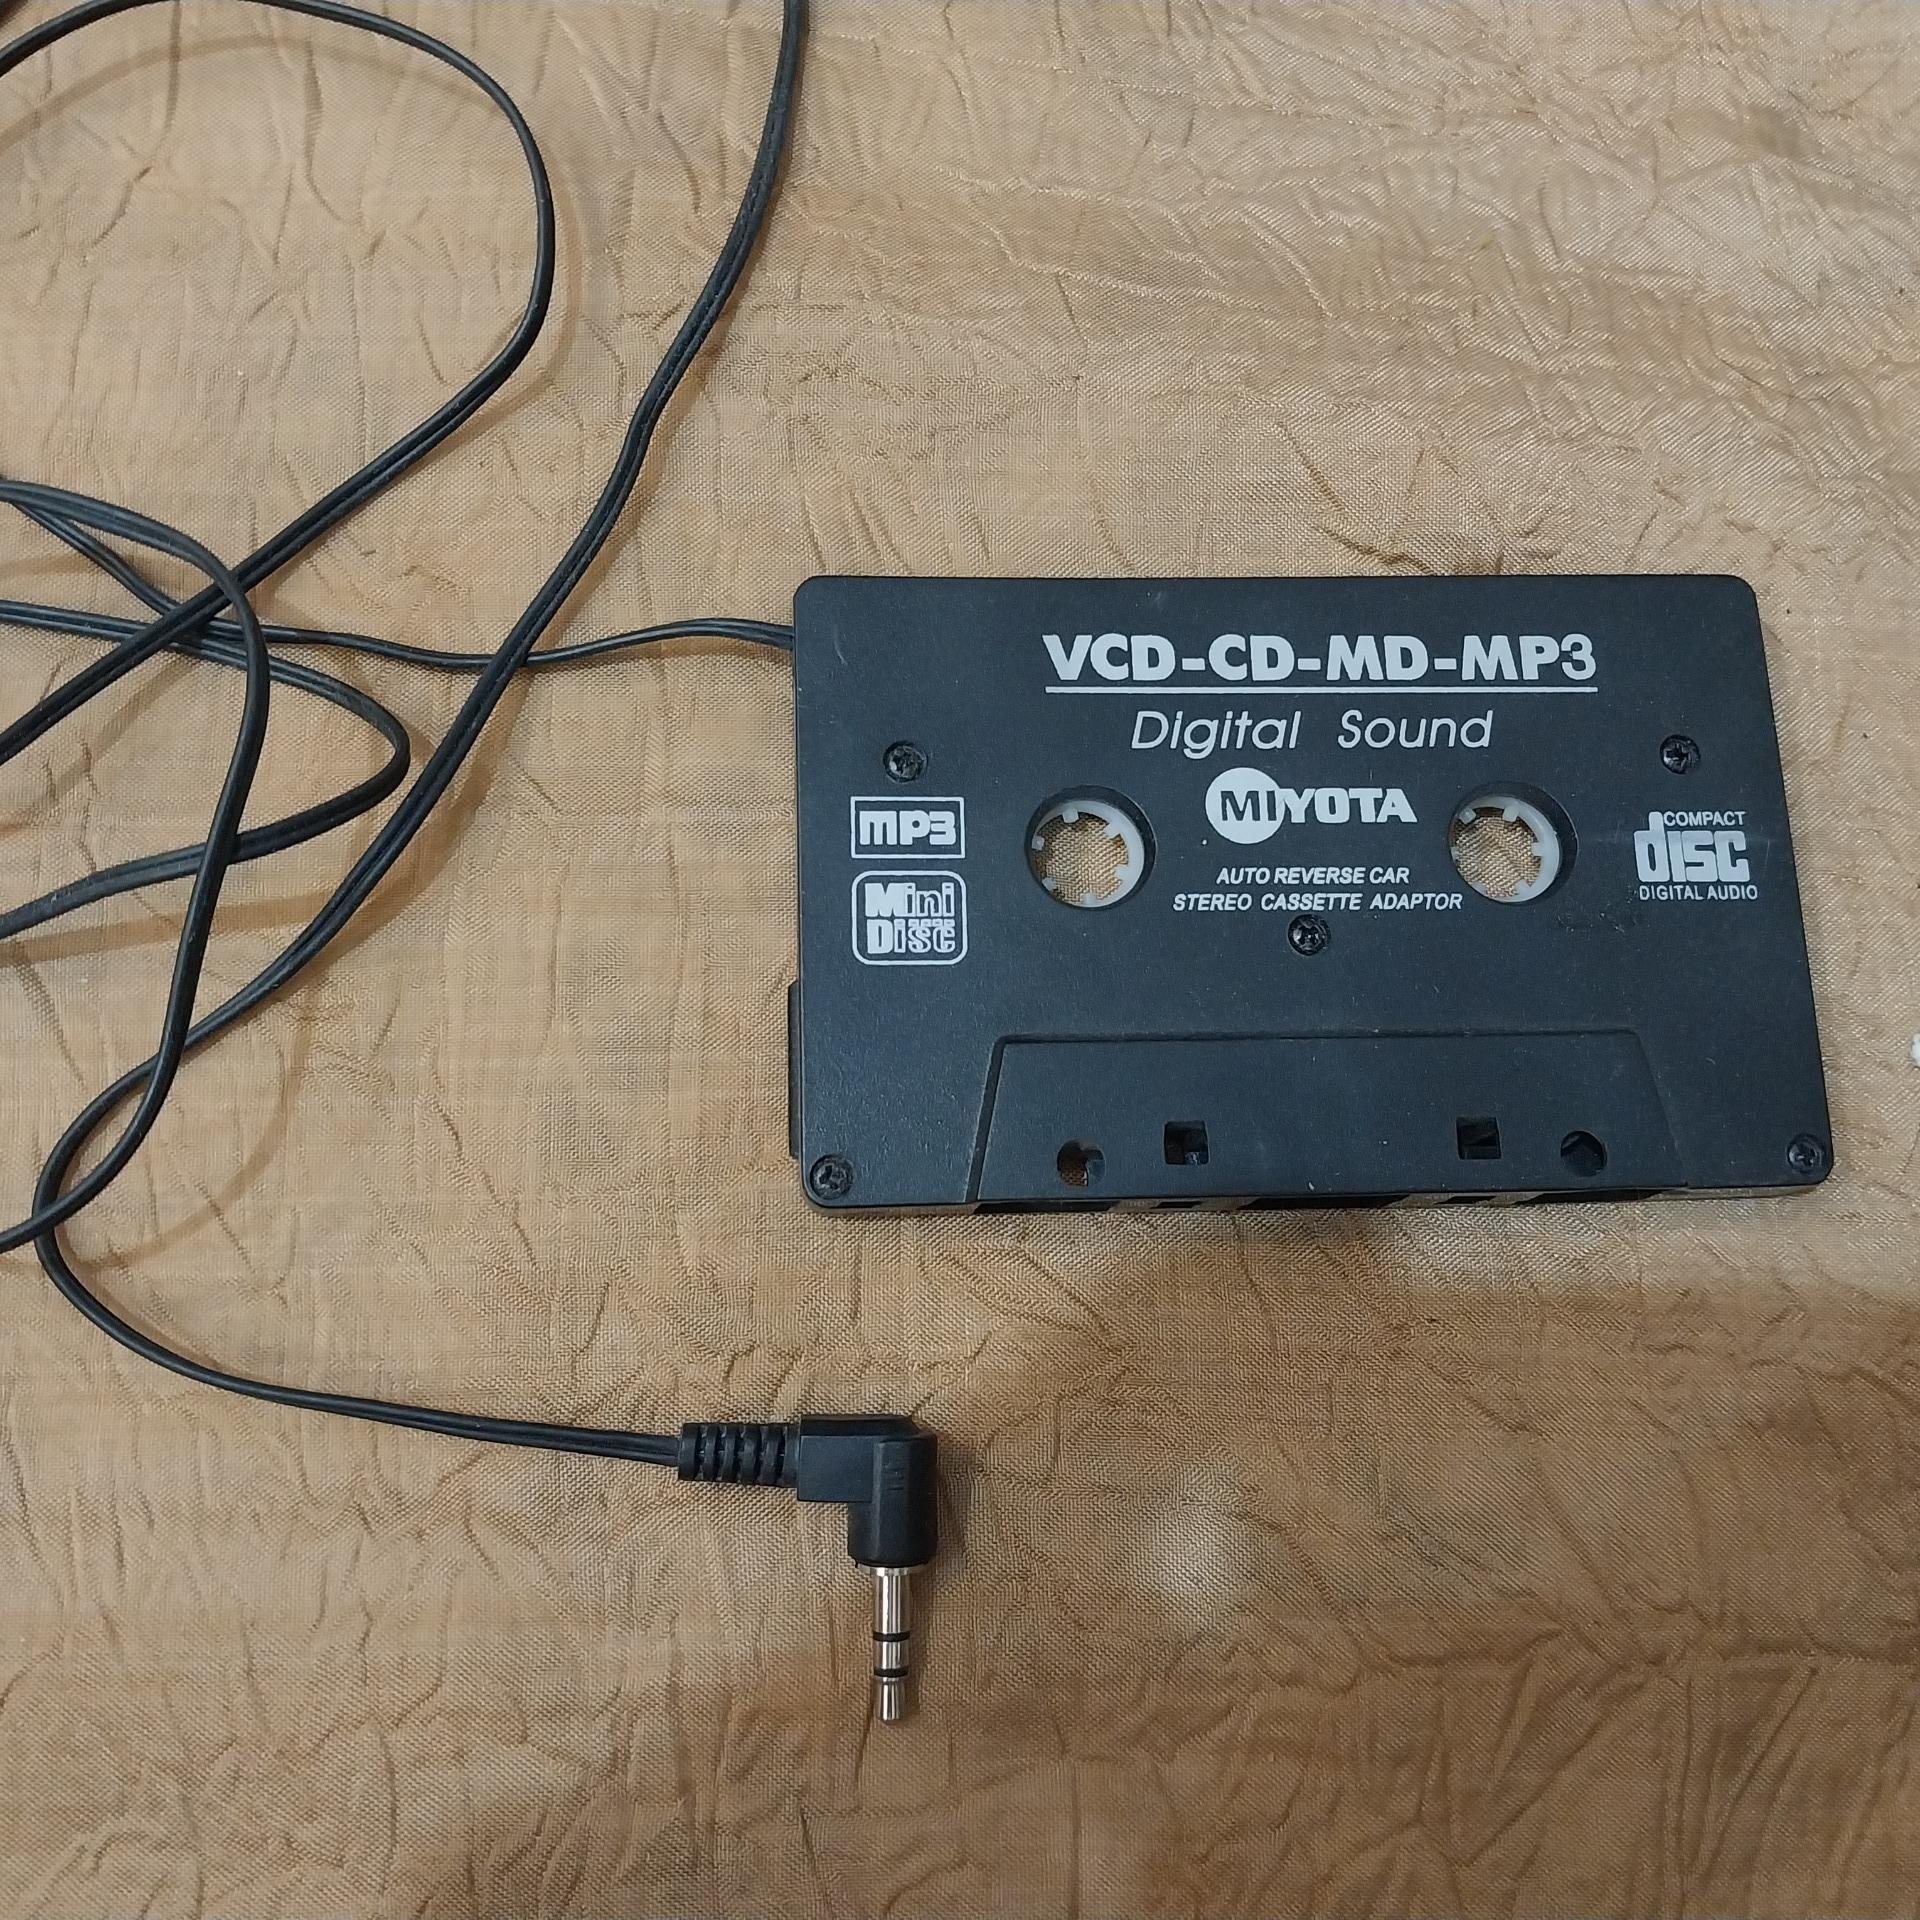 VCD-CD-MD-MP3
Digital Sound
MIYOTA
AUTO REVERSE CAR
STEREO CASSETTE ADAPTOR
MP3
Mini
Disc
COMPACT
disc
DIGITAL AUDIO